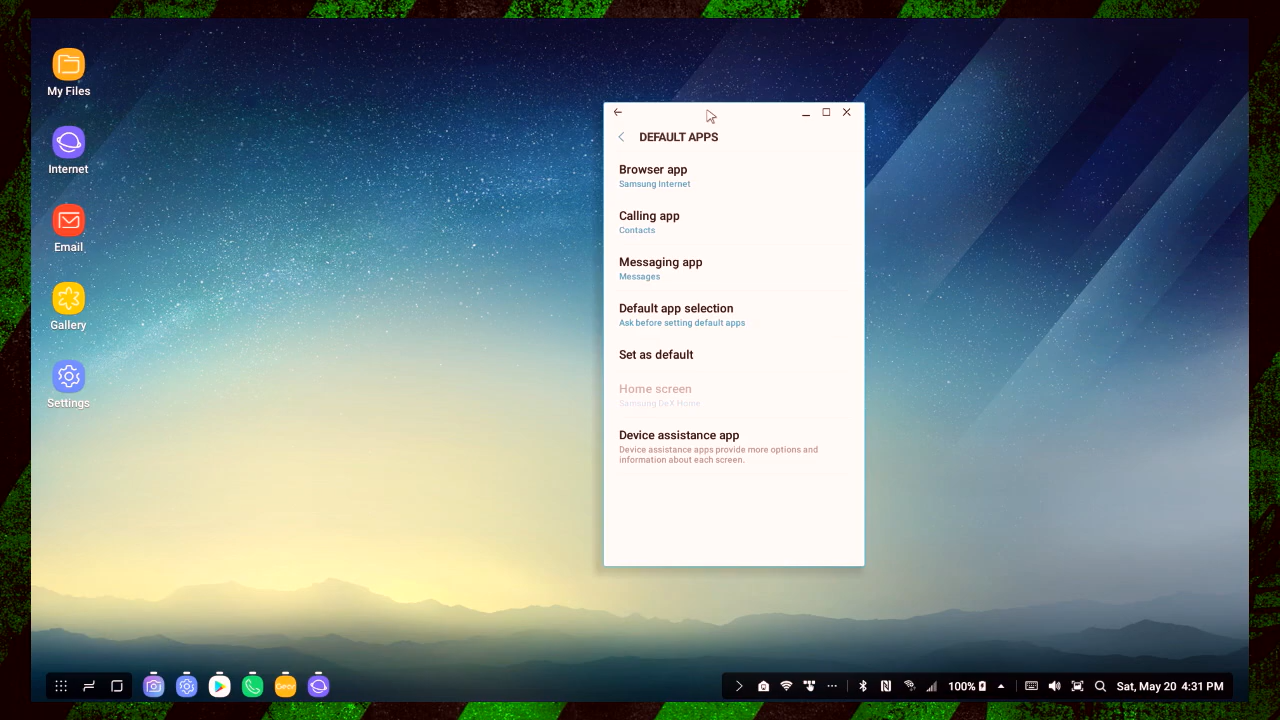 My Files
Internet
Email
Gallery
Settings
DEFAULT APPS
Browser app
Samsung Internet
Calling app
Contacts
Messaging app
Messages
Default app selection
Ask before setting default apps
Set as default
Home screen
Samsung DeX Home
Device assistance app
Device assistance apps provide more options and
information about each screen.
Gear
100%
Sat, May 20 4:31 PM